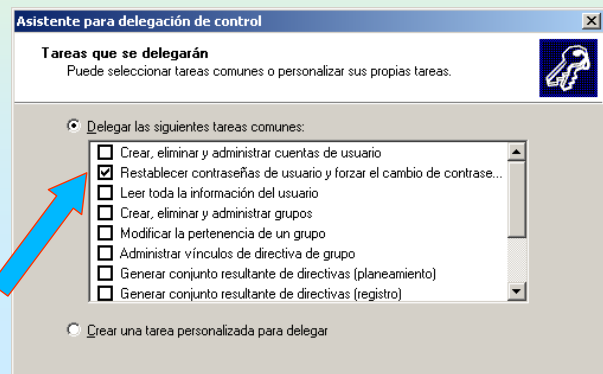 Asistente para delegación de control
Tareas que se delegarán
Puede seleccionar tareas comunes o personalizar sus propias tareas.
Delegar las siguientes tareas comunes:
Crear, eliminar y administrar cuentas de usuario
Restablecer contraseñas de usuario y forzar el cambio de contrase...
Leer toda la información del usuario
Crear, eliminar y administrar grupos
Modificar la pertenencia de un grupo
Administrar vínculos de directiva de grupo
Generar conjunto resultante de directivas (planeamiento)
Generar conjunto resultante de directivas (registro)
Crear una tarea personalizada para delegar